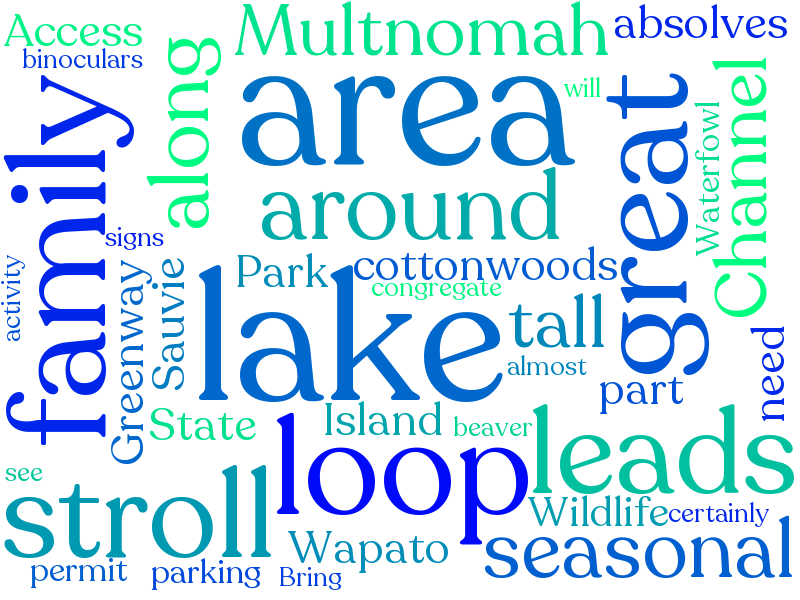 Access
Multnomah
absolves
binoculars
along
area
will
great
family
Waterfowl
Channel
around
signs
Park
cottonwoods
activity
Greenway
Sauvie
lake
congregate
tall
almost
part
need
State
Island
beaver
leads
see
stroll
loop
Wildlife
certainly
Wapato
seasonal
permit
parking
Bring